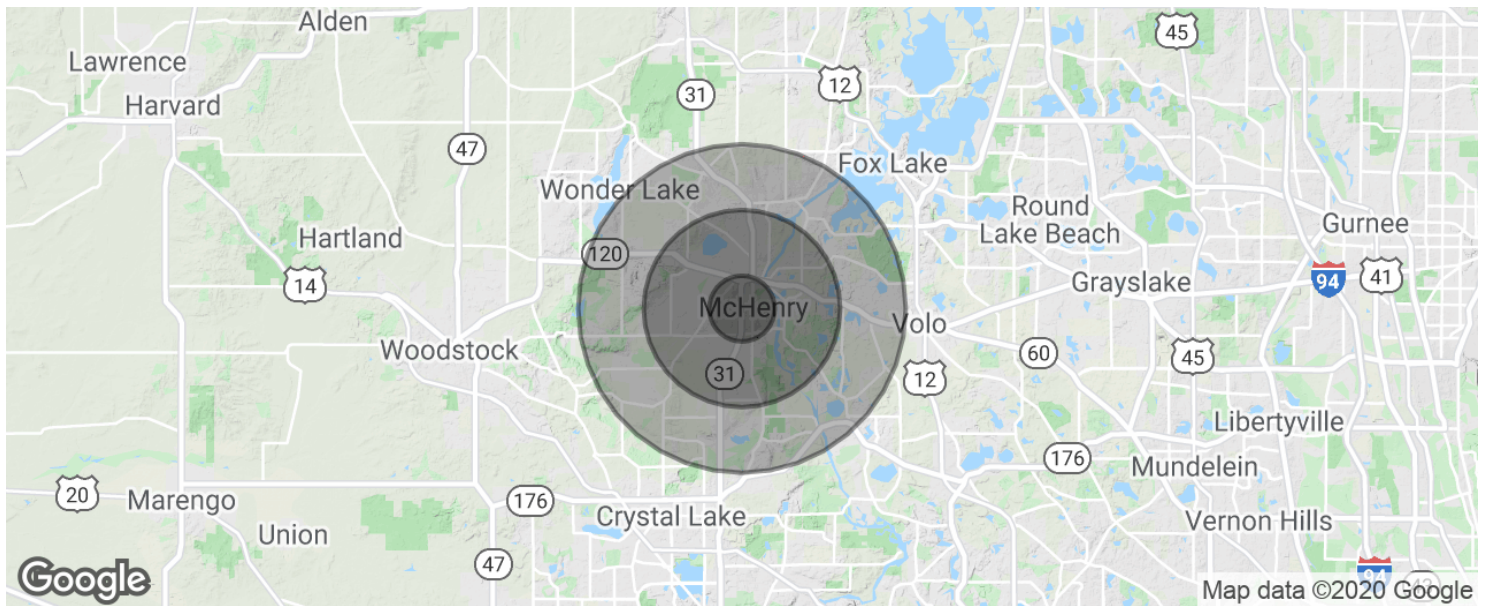 Alden
45
Lawrence
12
31
Harvard
47
Fox Lake
Wonder Lake
Round
Lake Beach
Gurnee
Hartland
120
41
94
14
Grayslake
McHenry
Volo
Woodstock
60
45
31
12
Libertyville
176
Mundelein
20
Marengo
176
Crystal Lake
Vernon Hills
Union
47
94
Google
Map data ©2020 Google